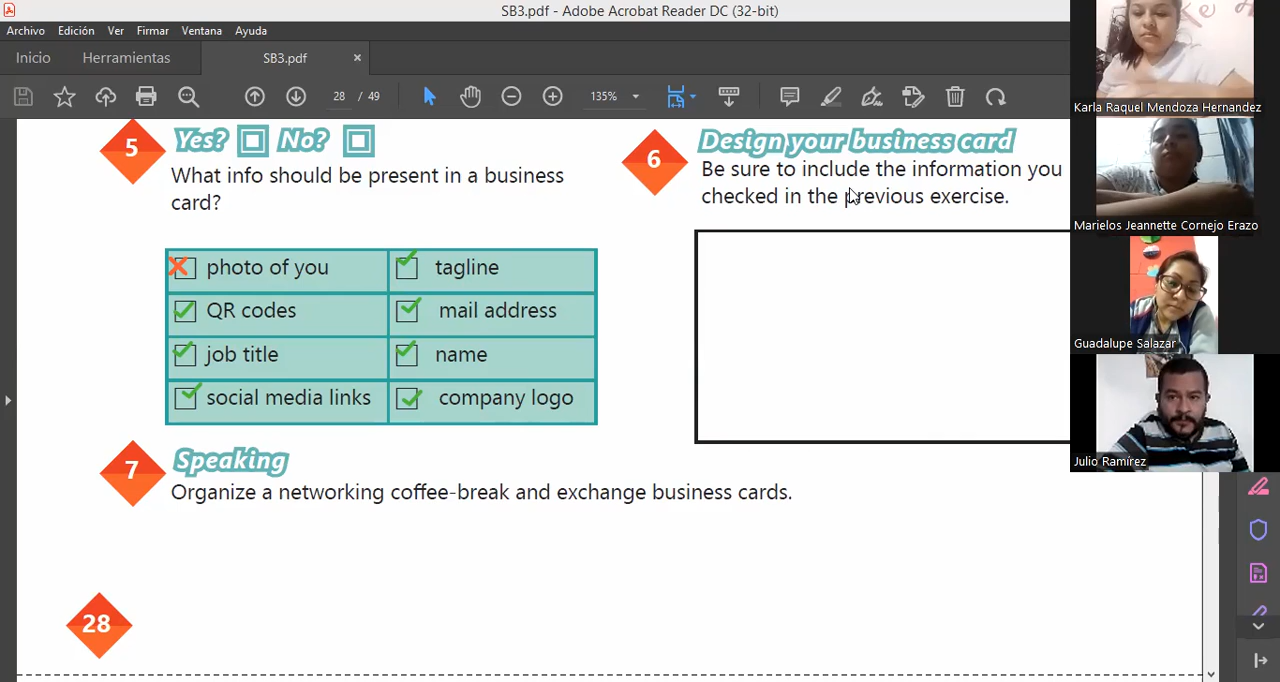 SB3.pdf - Adobe Acrobat Reader DC (32-bit)
Archivo Edición Ver Firmar Ventana Ayuda
Inicio Herramientas SB3.pdf ×
28 / 49 135%
5 Yes? No?
What info should be present in a business
card?
photo of you tagline
QR codes mail address
job title name
social media links company logo
6 Design your business card
Be sure to include the information you
checked in the previous exercise.
7 Speaking
Organize a networking coffee-break and exchange business cards.
28
Karla Raquel Mendoza Hernandez
Marielos Jeannette Cornejo Erazo
Guadalupe Salazar
Julio Ramírez